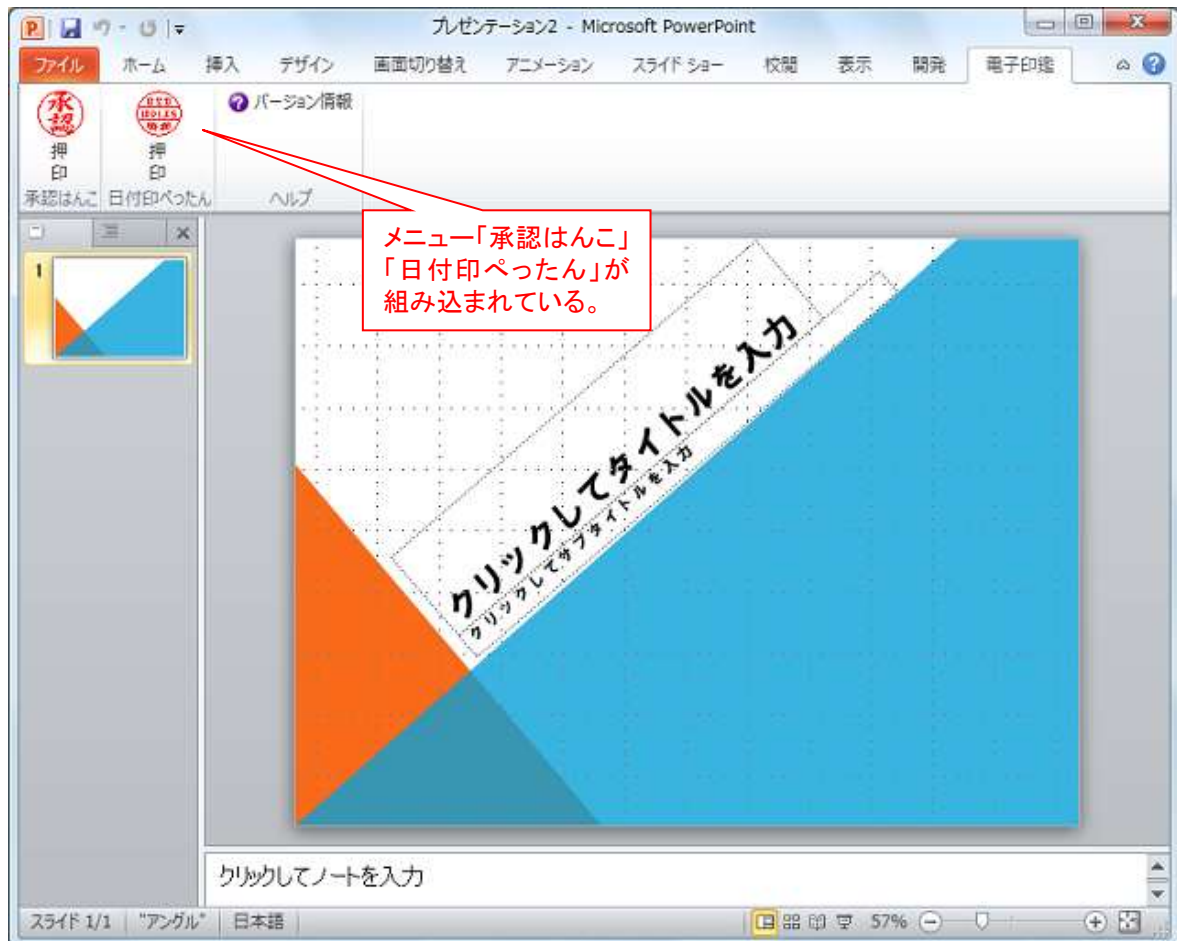 プレゼンテーション2 - Microsoft PowerPoint
ファイル ホーム 挿入 デザイン 画面切り替え アニメーション スライド ショー 校閲 表示 開発 電子印鑑
承認
押印
押印
バージョン情報
承認はんこ 日付印ぺったん ヘルプ
メニュー「承認はんこ」
「日付印ぺったん」が
組み込まれている。
1
クリックしてタイトルを入力
クリックしてサブタイトルを入力
クリックしてノートを入力
スライド 1/1 "アングル" 日本語 57%